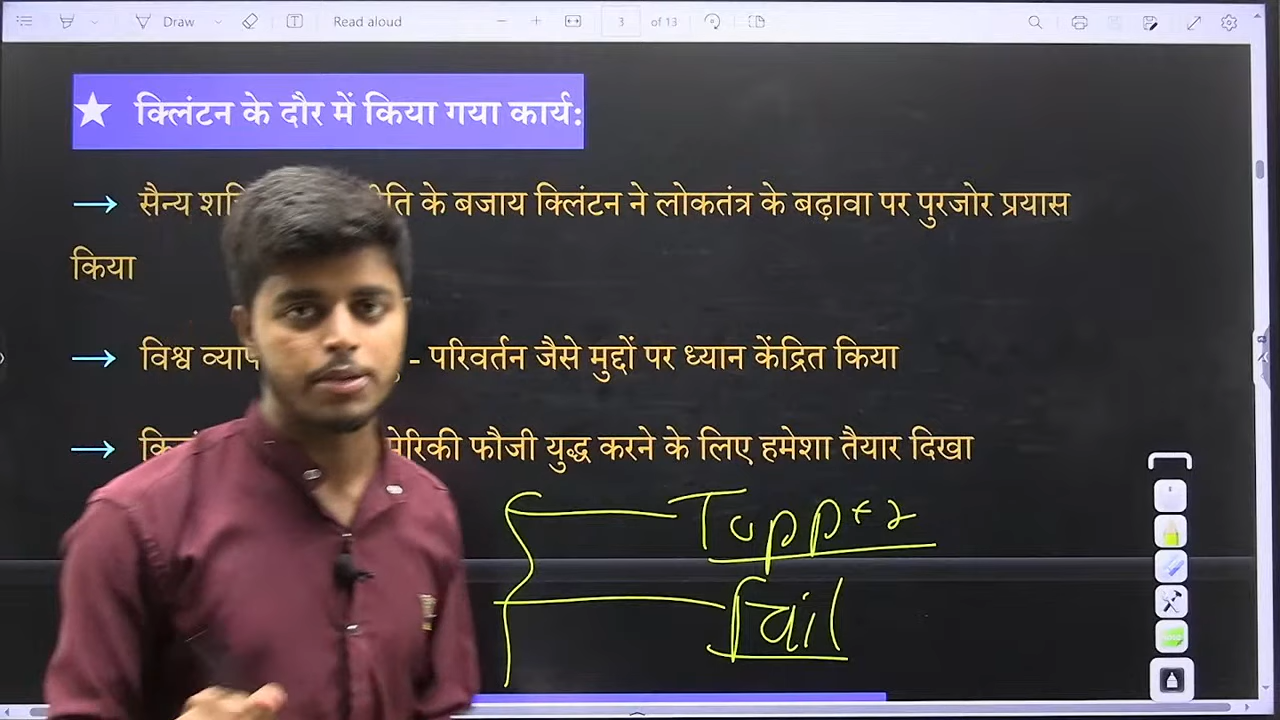 Draw Read aloud 3 of 13
★ क्लिंटन के दौर में किया गया कार्य:
→ सैन्य के बजाय क्लिंटन ने लोकतंत्र के बढ़ावा पर पुरजोर प्रयास
किया
→ विश्व - परिवर्तन जैसे मुद्दों पर ध्यान केंद्रित किया
→ फौजी युद्ध करने के लिए हमेशा तैयार दिखा
Topper
Fail